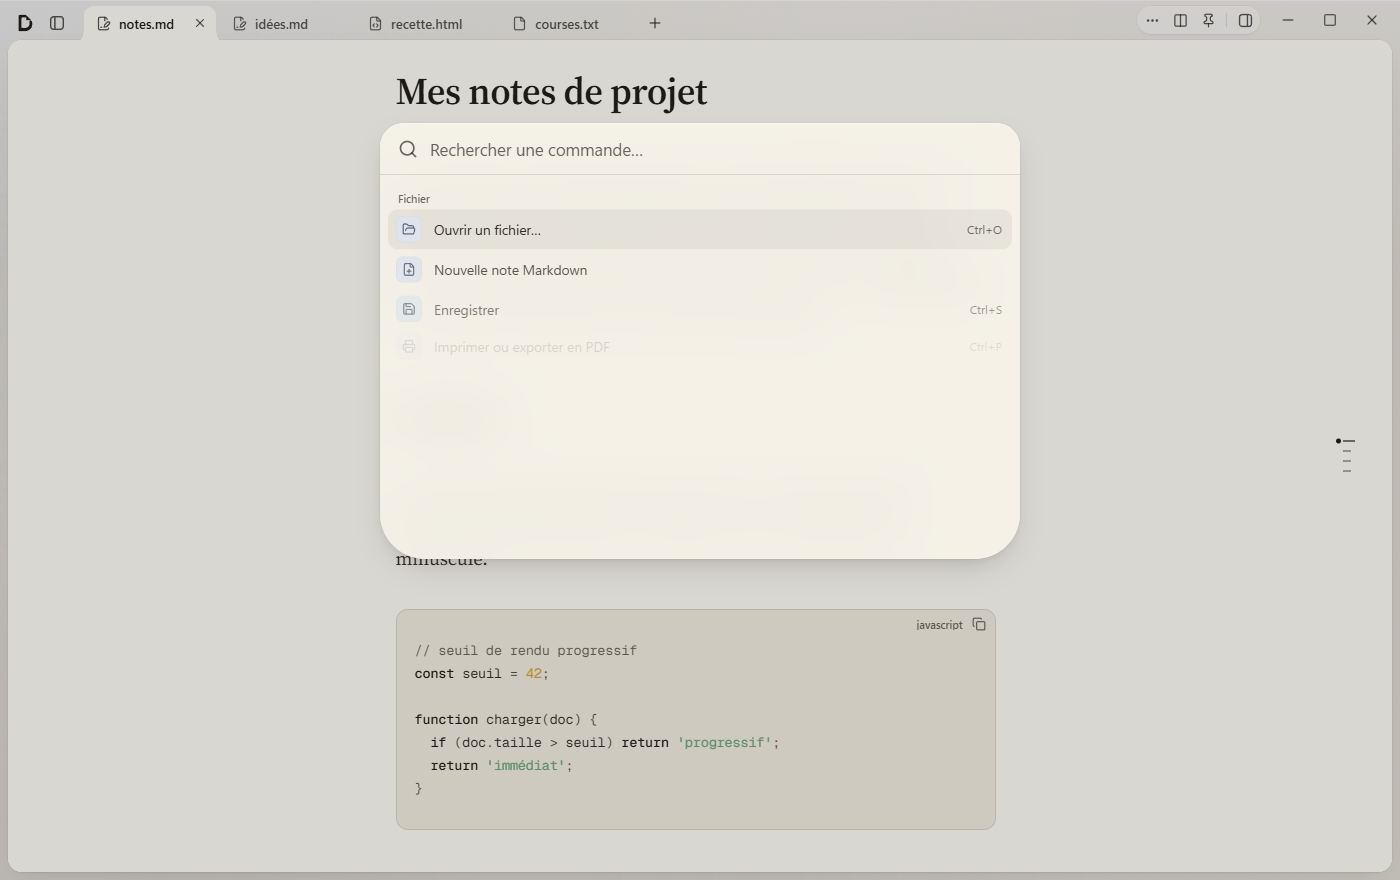 notes.md
idées.md
recette.html
courses.txt
Mes notes de projet
Rechercher une commande...
Fichier
Ouvrir un fichier... Ctrl+O
Nouvelle note Markdown
Enregistrer Ctrl+S
Imprimer ou exporter en PDF Ctrl+P
minuscule.
javascript
// seuil de rendu progressif
const seuil = 42;
function charger(doc) {
if (doc.taille > seuil) return 'progressif';
return 'immédiat';
}